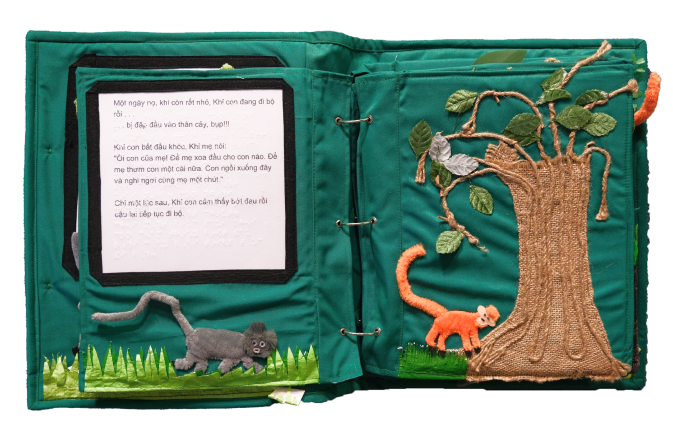 Một ngày nọ, khi còn rất nhỏ, Khỉ con đang đi bộ
rồi . .
. . . bị đập đầu vào thân cây, bụp!!!
Khỉ con bắt đầu khóc, Khỉ mẹ nói:
"Ôi con của mẹ! Để mẹ xoa đầu cho con nào. Để
mẹ thơm con một cái nữa. Con ngồi xuống đây
và nghỉ ngơi cùng mẹ một chút."
Chỉ một lúc sau, Khỉ con cảm thấy bớt đau rồi
cậu lại tiếp tục đi bộ.